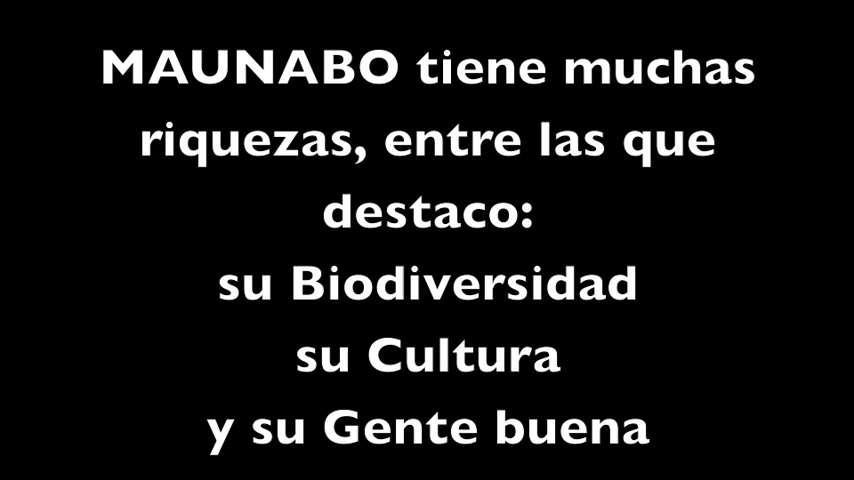 MAUNABO tiene muchas
riquezas, entre las que
destaco:
su Biodiversidad
su Cultura
y su Gente buena